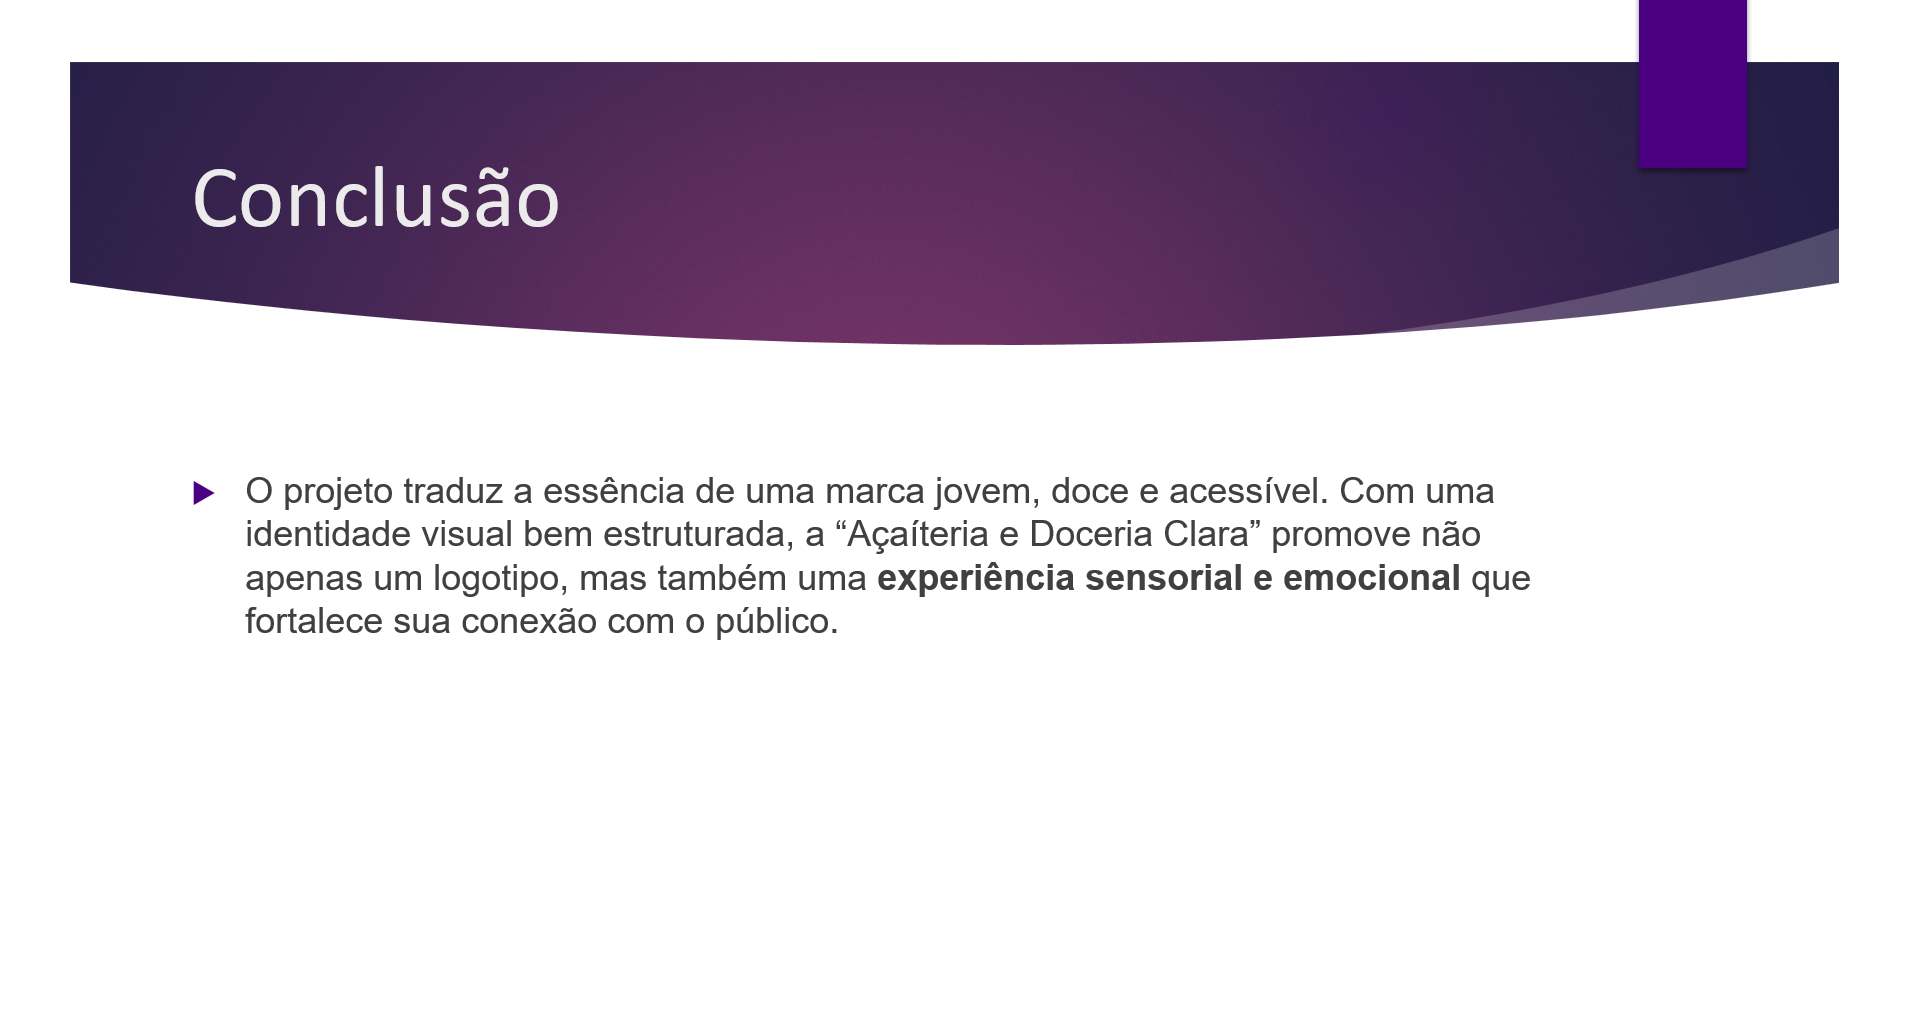 Conclusão
O projeto traduz a essência de uma marca jovem, doce e acessível. Com uma
identidade visual bem estruturada, a “Açaíteria e Doceria Clara” promove não
apenas um logotipo, mas também uma experiência sensorial e emocional que
fortalece sua conexão com o público.